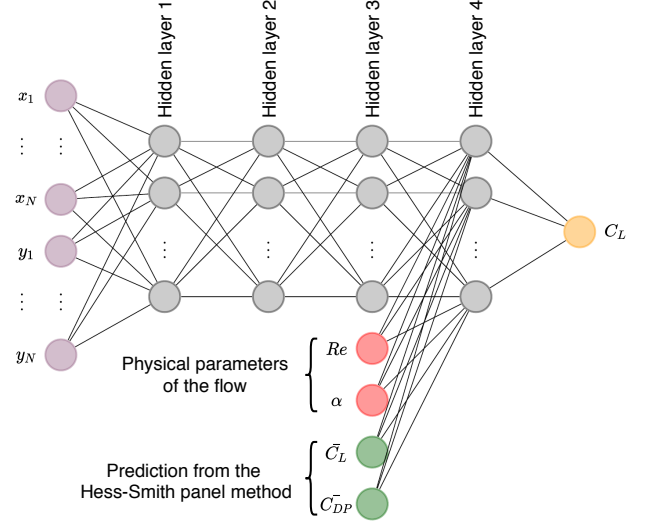 Hidden layer 1
Hidden layer 2
Hidden layer 3
Hidden layer 4
x₁
⋮ ⋮
x_N
y₁
⋮ ⋮
y_N
⋮ ⋮ ⋮ ⋮
C_L
Physical parameters
of the flow
Re
α
Prediction from the
Hess-Smith panel method
C̄_L
C̄_DP